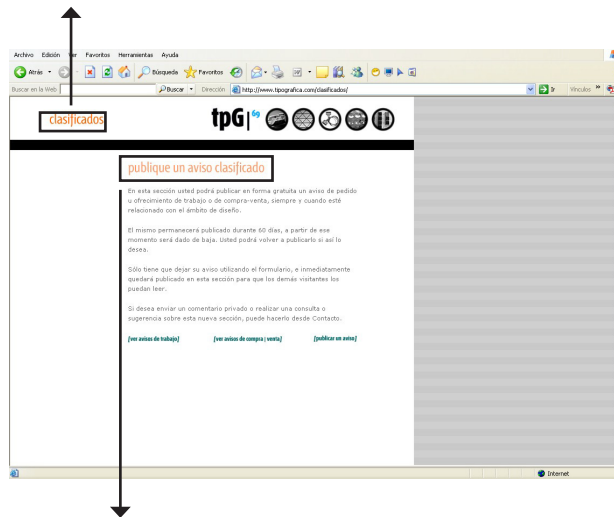 Archivo Edición Ver Favoritos Herramientas Ayuda
Atrás Búsqueda Favoritos
Buscar en la Web Buscar Dirección http://www.tipografica.com/clasificados/ Ir Vínculos »
clasificados
tpG 69
publique un aviso clasificado
En esta sección usted podrá publicar en forma gratuita un aviso de pedido
u ofrecimiento de trabajo o de compra-venta, siempre y cuando esté
relacionado con el ámbito de diseño.
El mismo permanecerá publicado durante 60 días, a partir de ese
momento será dado de baja. Usted podrá volver a publicarlo si así lo
desea.
Sólo tiene que dejar su aviso utilizando el formulario, e inmediatamente
quedará publicado en esta sección para que los demás visitantes los
puedan leer.
Si desea enviar un comentario privado o realizar una consulta o
sugerencia sobre esta nueva sección, puede hacerlo desde Contacto.
[ver avisos de trabajo] [ver avisos de compra | venta] [publicar un aviso]
Internet